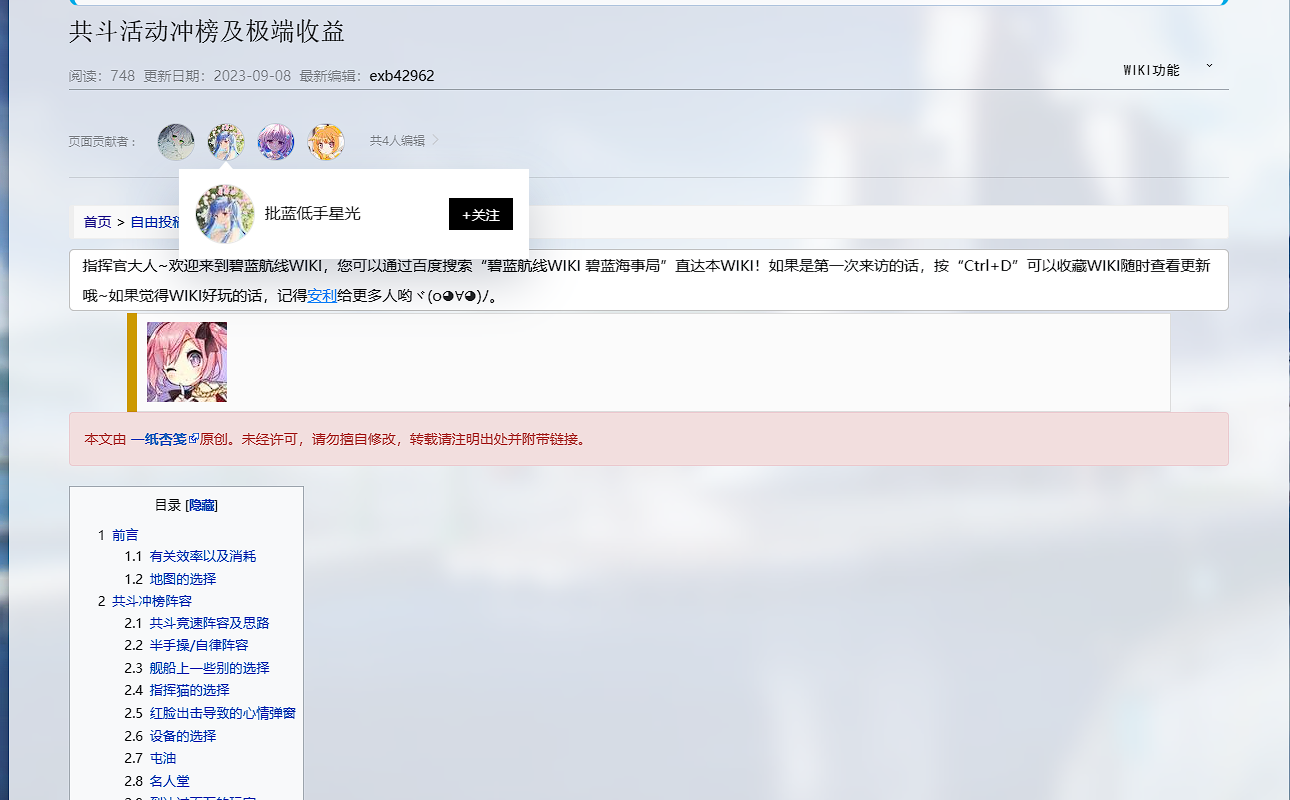 共斗活动冲榜及极端收益
阅读：748 更新日期：2023-09-08 最新编辑：exb42962
WIKI功能
页面贡献者：
共4人编辑
批蓝低手星光
+关注
首页 > 自由投稿
指挥官大人~欢迎来到碧蓝航线WIKI，您可以通过百度搜索“碧蓝航线WIKI 碧蓝海事局”直达本WIKI！如果是第一次来访的话，按“Ctrl+D”可以收藏WIKI随时查看更新
哦~如果觉得WIKI好玩的话，记得安利给更多人哟ヾ(o◕∀◕)ﾉ。
本文由 一纸杏笺原创。未经许可，请勿擅自修改，转载请注明出处并附带链接。
目录 [隐藏]
1 前言
1.1 有关效率以及消耗
1.2 地图的选择
2 共斗冲榜阵容
2.1 共斗竞速阵容及思路
2.2 半手操/自律阵容
2.3 舰船上一些别的选择
2.4 指挥猫的选择
2.5 红脸出击导致的心情弹窗
2.6 设备的选择
2.7 屯油
2.8 名人堂